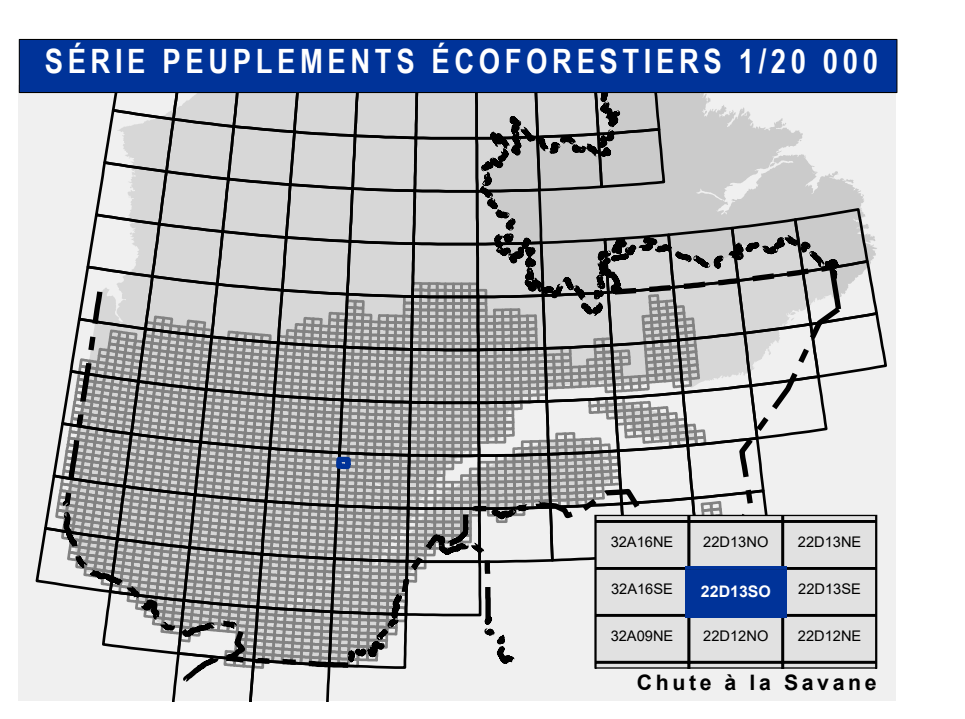 SÉRIE PEUPLEMENTS ÉCOFORESTIERS 1/20 000
32A16NE 22D13NO 22D13NE
32A16SE 22D13SO 22D13SE
32A09NE 22D12NO 22D12NE
Chute à la Savane